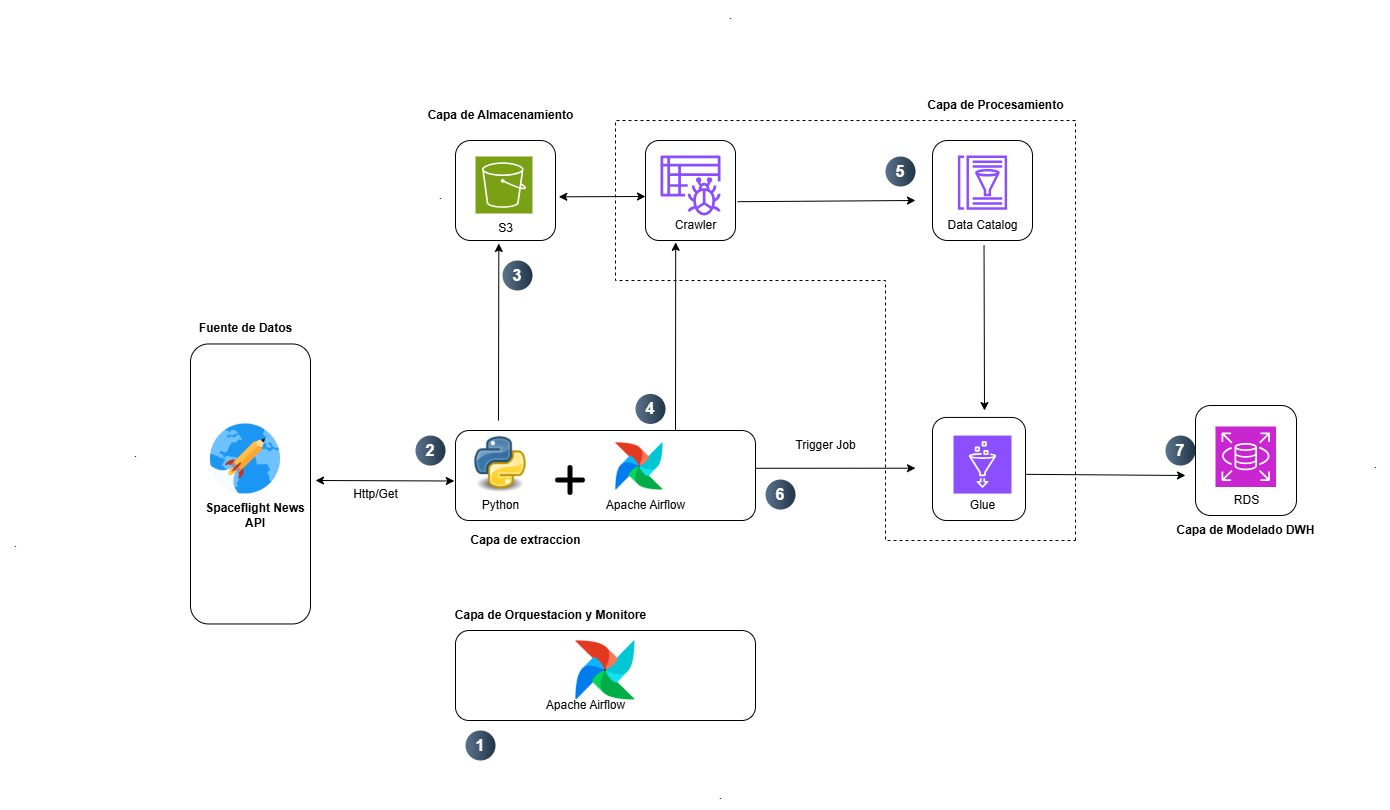 Capa de Procesamiento
Capa de Almacenamiento
5
S3
Crawler
Data Catalog
3
Fuente de Datos
4
2
Trigger Job
7
Http/Get
6
Python
Apache Airflow
Glue
RDS
Spaceflight News
API
Capa de Modelado DWH
Capa de extraccion
Capa de Orquestacion y Monitore
Apache Airflow
1